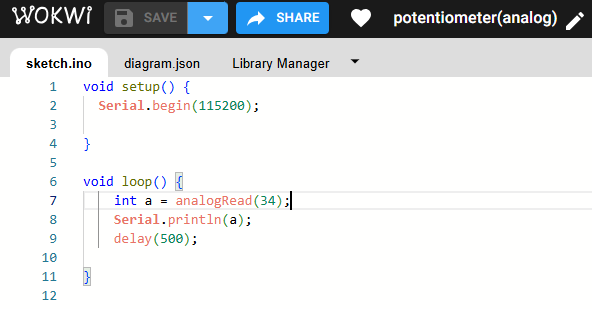 WOKWI SAVE SHARE potentiometer(analog)
sketch.ino diagram.json Library Manager
1 void setup() {
2 Serial.begin(115200);
3
4 }
5
6 void loop() {
7 int a = analogRead(34);
8 Serial.println(a);
9 delay(500);
10
11 }
12